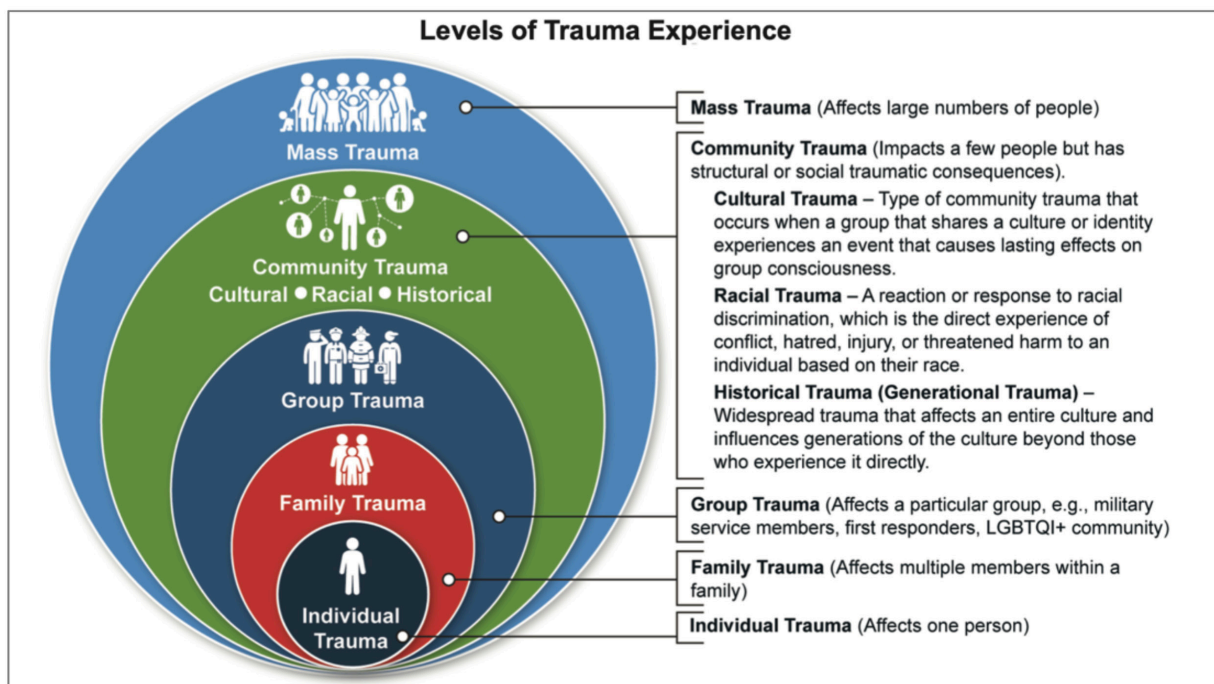 Levels of Trauma Experience
Mass Trauma
Community Trauma
Cultural ● Racial ● Historical
Group Trauma
Family Trauma
Individual
Trauma
Mass Trauma (Affects large numbers of people)
Community Trauma (Impacts a few people but has
structural or social traumatic consequences).
Cultural Trauma – Type of community trauma that
occurs when a group that shares a culture or identity
experiences an event that causes lasting effects on
group consciousness.
Racial Trauma – A reaction or response to racial
discrimination, which is the direct experience of
conflict, hatred, injury, or threatened harm to an
individual based on their race.
Historical Trauma (Generational Trauma) –
Widespread trauma that affects an entire culture and
influences generations of the culture beyond those
who experience it directly.
Group Trauma (Affects a particular group, e.g., military
service members, first responders, LGBTQI+ community)
Family Trauma (Affects multiple members within a
family)
Individual Trauma (Affects one person)